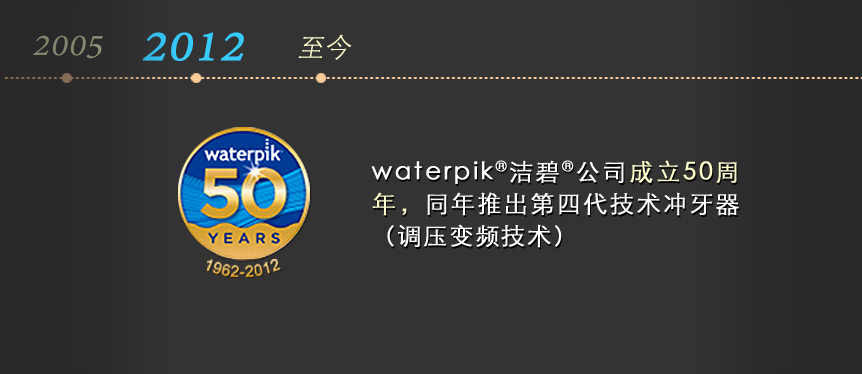 2005 2012 至今
waterpik
50
YEARS
1962-2012
waterpik®洁碧®公司成立50周
年，同年推出第四代技术冲牙器
（调压变频技术）